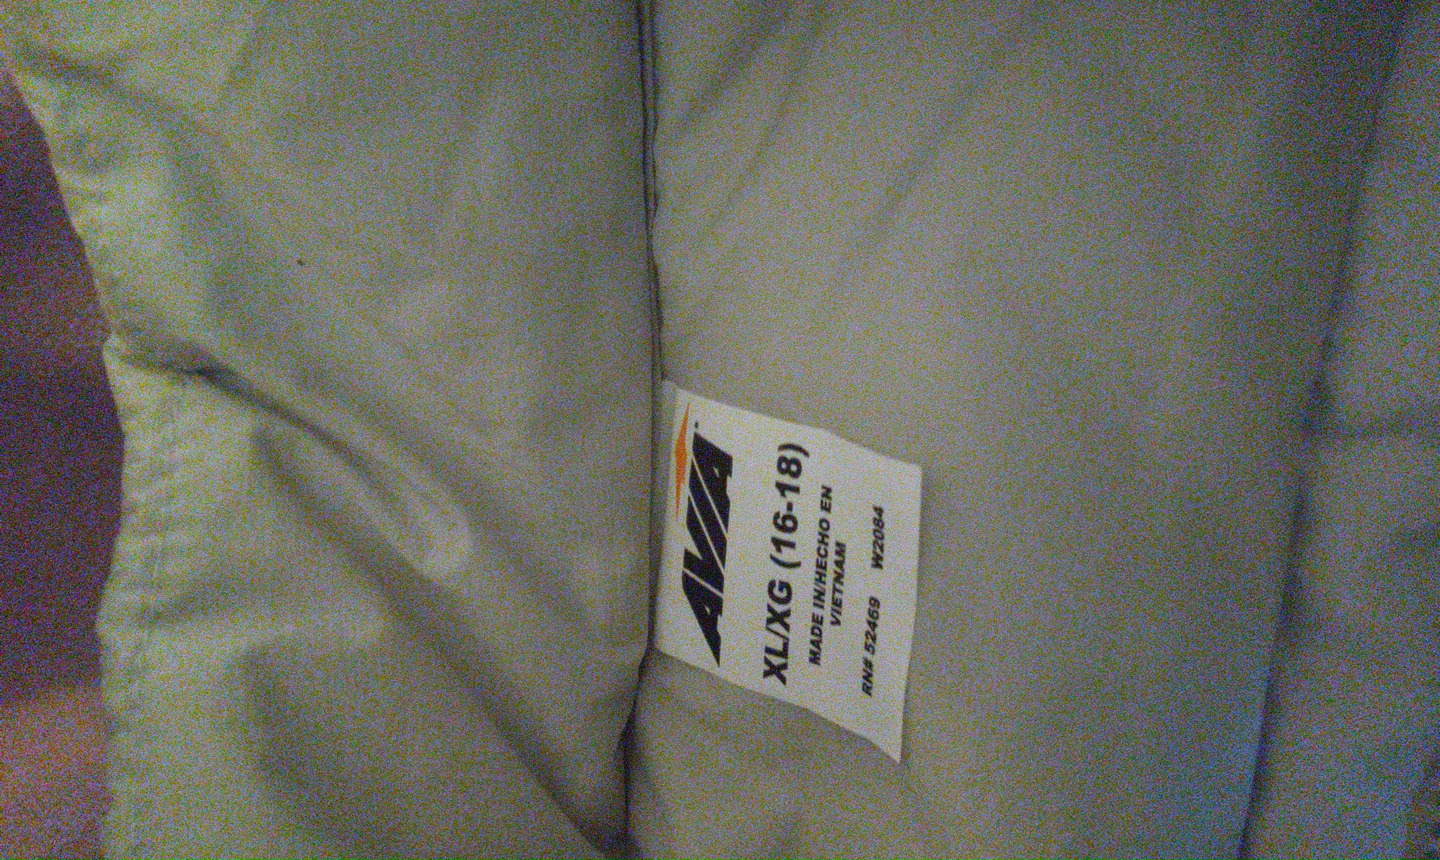 AVIA
XL/XG (16-18)
MADE IN/HECHO EN
VIETNAM
RN# 52469 W2084